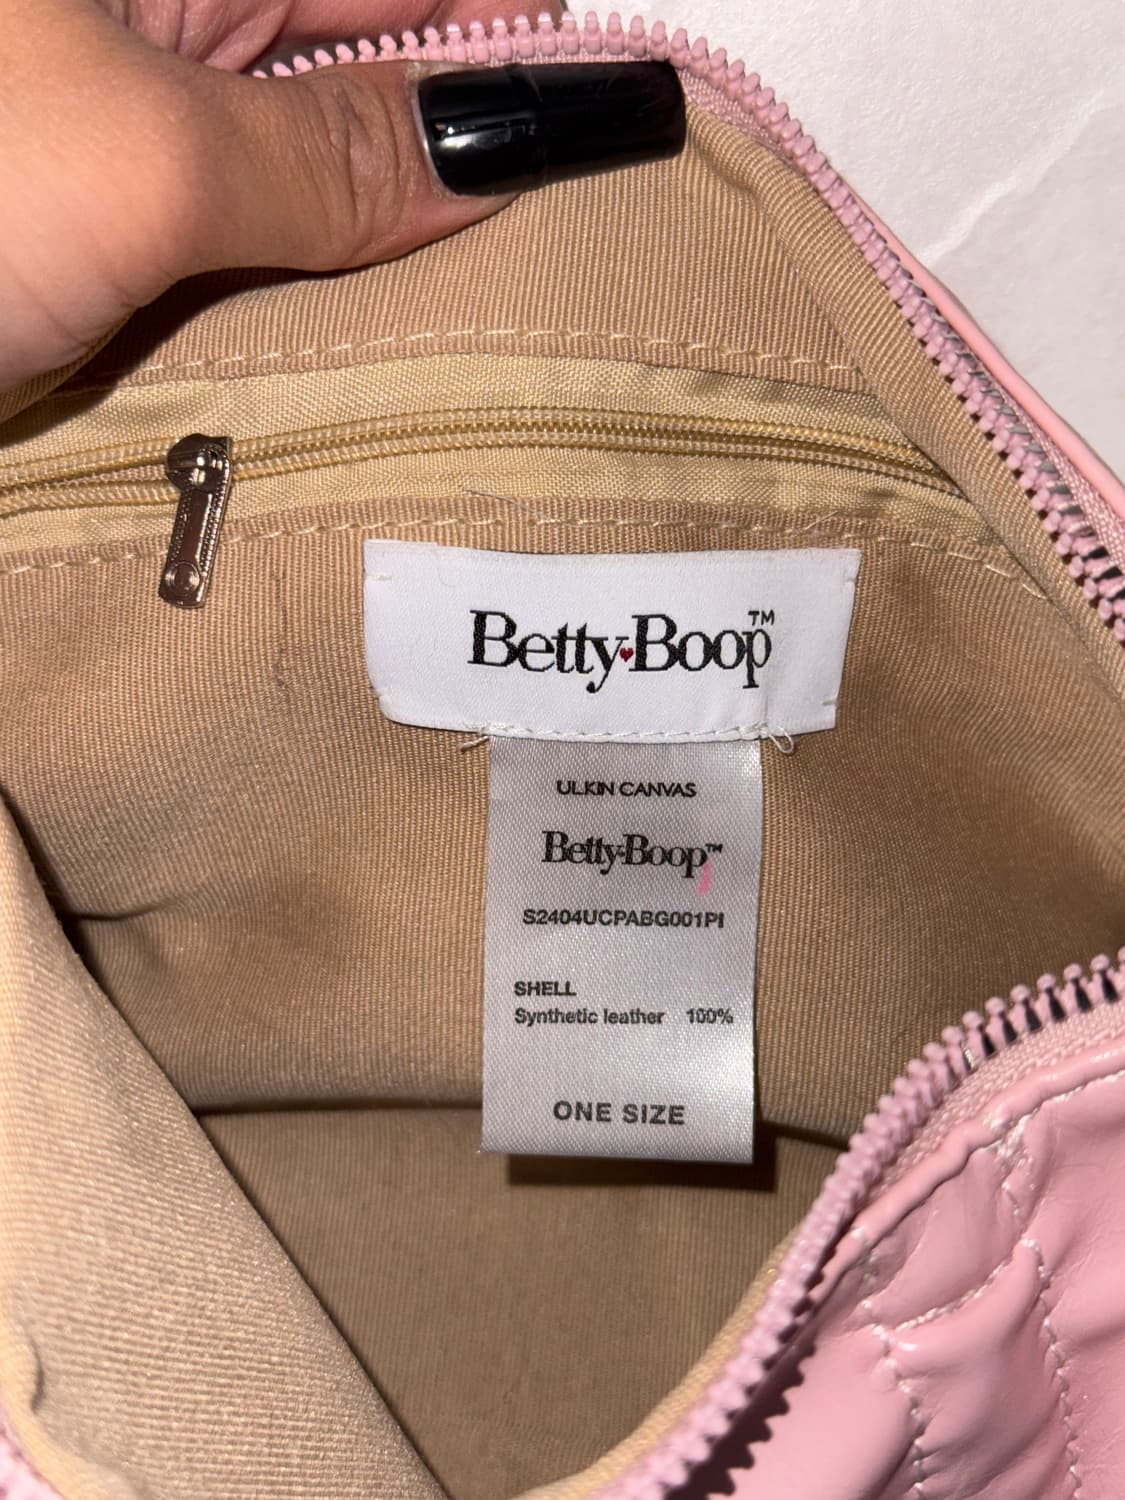 Betty Boop™
ULKIN CANVAS
Betty Boop™
S2404UCPABG001PI
SHELL
Synthetic leather 100%
ONE SIZE